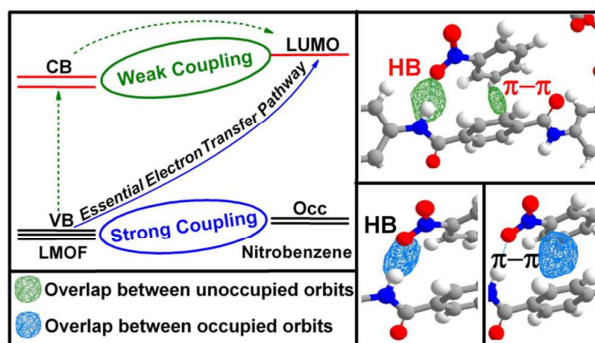 CB
LUMO
Weak Coupling
Essential Electron Transfer Pathway
VB
LMOF
Strong Coupling
Occ
Nitrobenzene
Overlap between unoccupied orbits
Overlap between occupied orbits
HB
π−π
HB
π−π